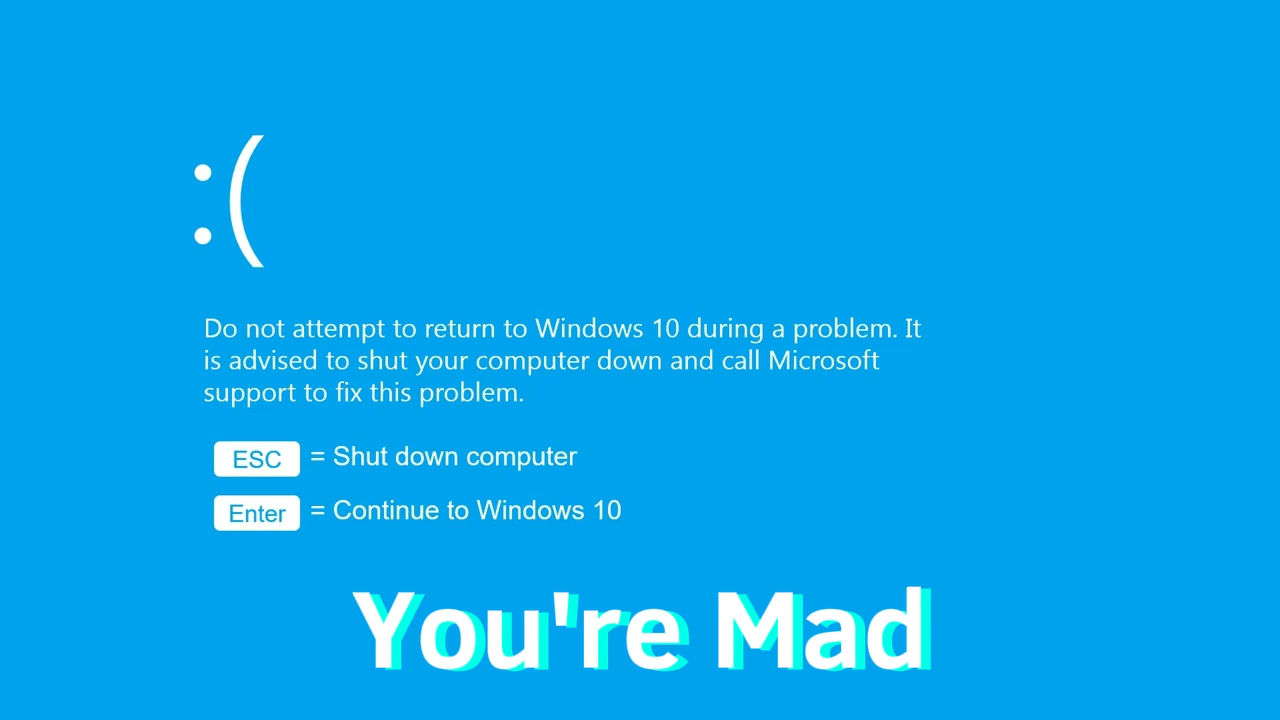 :(
Do not attempt to return to Windows 10 during a problem. It
is advised to shut your computer down and call Microsoft
support to fix this problem.
ESC = Shut down computer
Enter = Continue to Windows 10
You're Mad